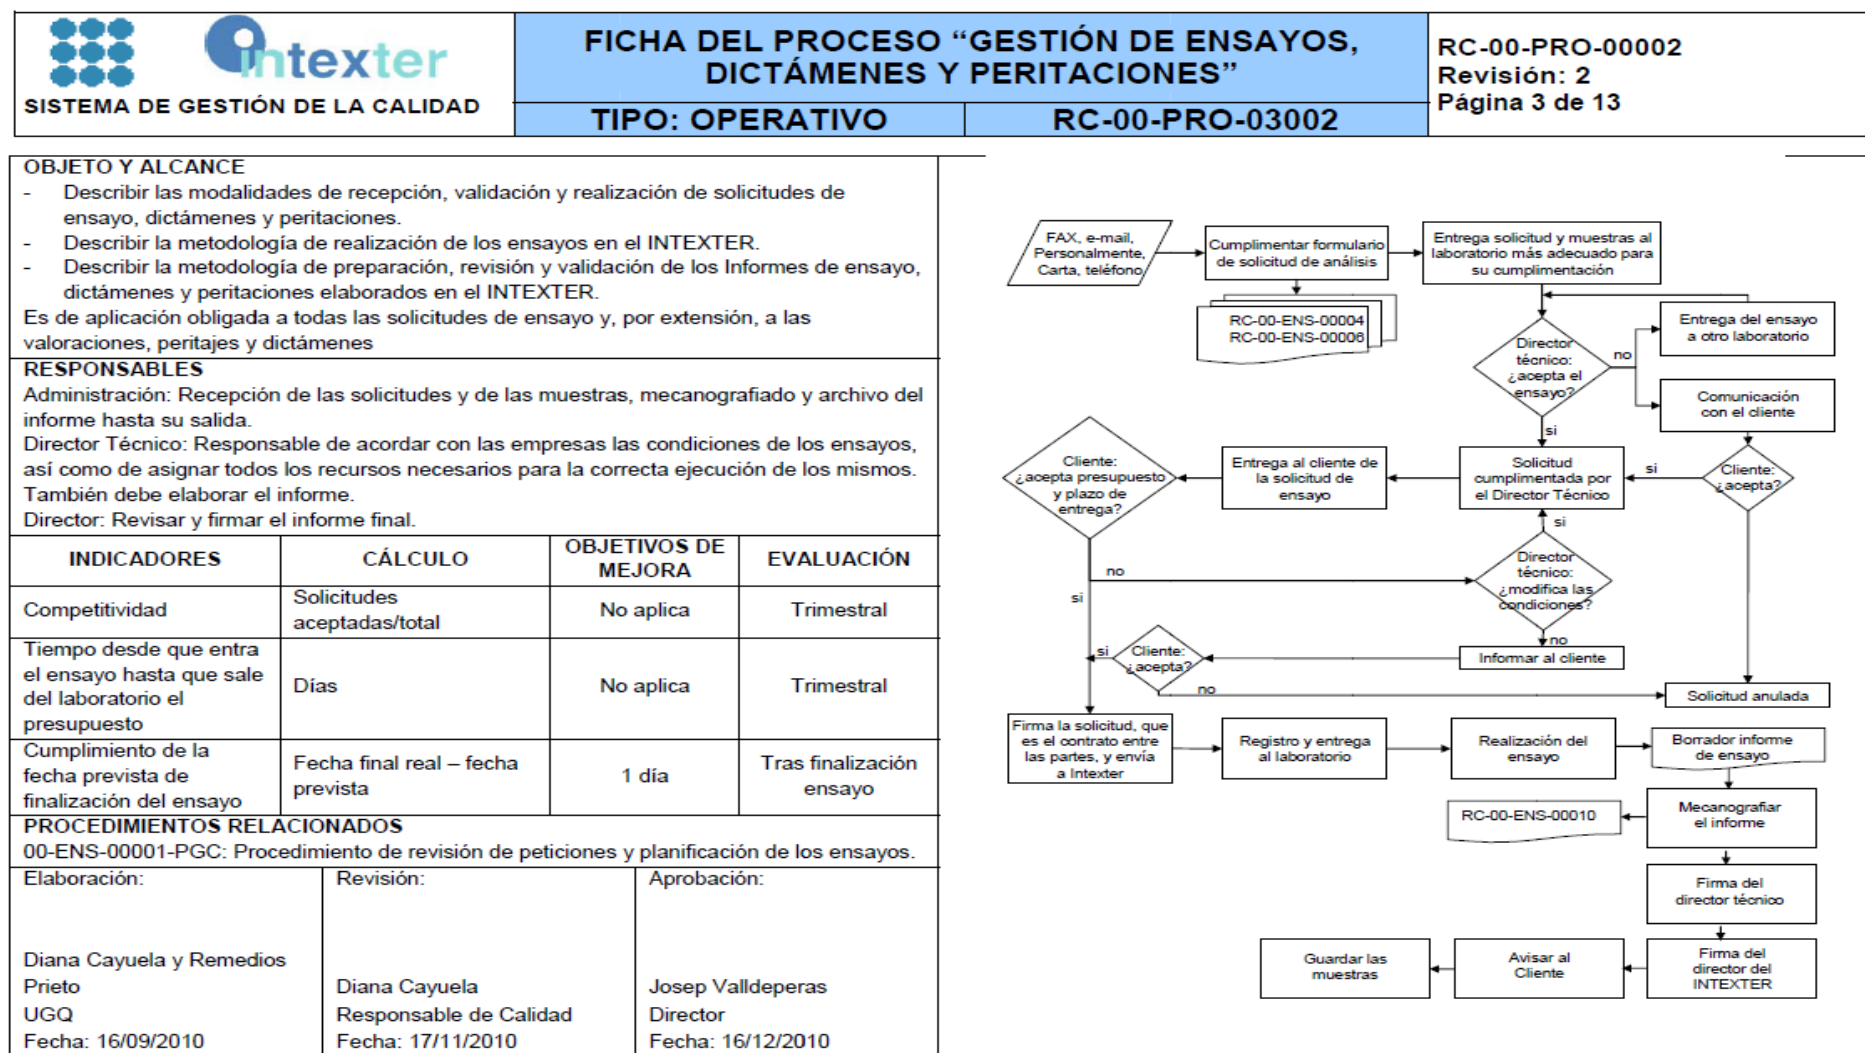 intexter
SISTEMA DE GESTIÓN DE LA CALIDAD
FICHA DEL PROCESO “GESTIÓN DE ENSAYOS,
DICTÁMENES Y PERITACIONES”
TIPO: OPERATIVO
RC-00-PRO-03002
RC-00-PRO-00002
Revisión: 2
Página 3 de 13
OBJETO Y ALCANCE
- Describir las modalidades de recepción, validación y realización de solicitudes de
ensayo, dictámenes y peritaciones.
- Describir la metodología de realización de los ensayos en el INTEXTER.
- Describir la metodología de preparación, revisión y validación de los Informes de ensayo,
dictámenes y peritaciones elaborados en el INTEXTER.
Es de aplicación obligada a todas las solicitudes de ensayo y, por extensión, a las
valoraciones, peritajes y dictámenes
RESPONSABLES
Administración: Recepción de las solicitudes y de las muestras, mecanografiado y archivo del
informe hasta su salida.
Director Técnico: Responsable de acordar con las empresas las condiciones de los ensayos,
así como de asignar todos los recursos necesarios para la correcta ejecución de los mismos.
También debe elaborar el informe.
Director: Revisar y firmar el informe final.
INDICADORES
CÁLCULO
OBJETIVOS DE
MEJORA
EVALUACIÓN
Competitividad
Solicitudes
aceptadas/total
No aplica
Trimestral
Tiempo desde que entra
el ensayo hasta que sale
del laboratorio el
presupuesto
Días
No aplica
Trimestral
Cumplimiento de la
fecha prevista de
finalización del ensayo
Fecha final real – fecha
prevista
1 día
Tras finalización
ensayo
PROCEDIMIENTOS RELACIONADOS
00-ENS-00001-PGC: Procedimiento de revisión de peticiones y planificación de los ensayos.
Elaboración:
Diana Cayuela y Remedios
Prieto
UGQ
Fecha: 16/09/2010
Revisión:
Diana Cayuela
Responsable de Calidad
Fecha: 17/11/2010
Aprobación:
Josep Valldeperas
Director
Fecha: 16/12/2010
FAX, e-mail,
Personalmente,
Carta, teléfono
Cumplimentar formulario
de solicitud de análisis
Entrega solicitud y muestras al
laboratorio más adecuado para
su cumplimentación
RC-00-ENS-00004
RC-00-ENS-00006
Director
técnico:
¿acepta el
ensayo?
no
Entrega del ensayo
a otro laboratorio
Comunicación
con el cliente
si
Cliente:
¿acepta presupuesto
y plazo de
entrega?
Entrega al cliente de
la solicitud de
ensayo
Solicitud
cumplimentada por
el Director Técnico
si
Cliente:
¿acepta?
si
no
Director
técnico:
¿modifica las
condiciones?
si
no
si
Cliente:
¿acepta?
Informar al cliente
no
Solicitud anulada
Firma la solicitud, que
es el contrato entre
las partes, y envía
a Intexter
Registro y entrega
al laboratorio
Realización del
ensayo
Borrador informe
de ensayo
RC-00-ENS-00010
Mecanografiar
el informe
Firma del
director técnico
Guardar las
muestras
Avisar al
Cliente
Firma del
director del
INTEXTER